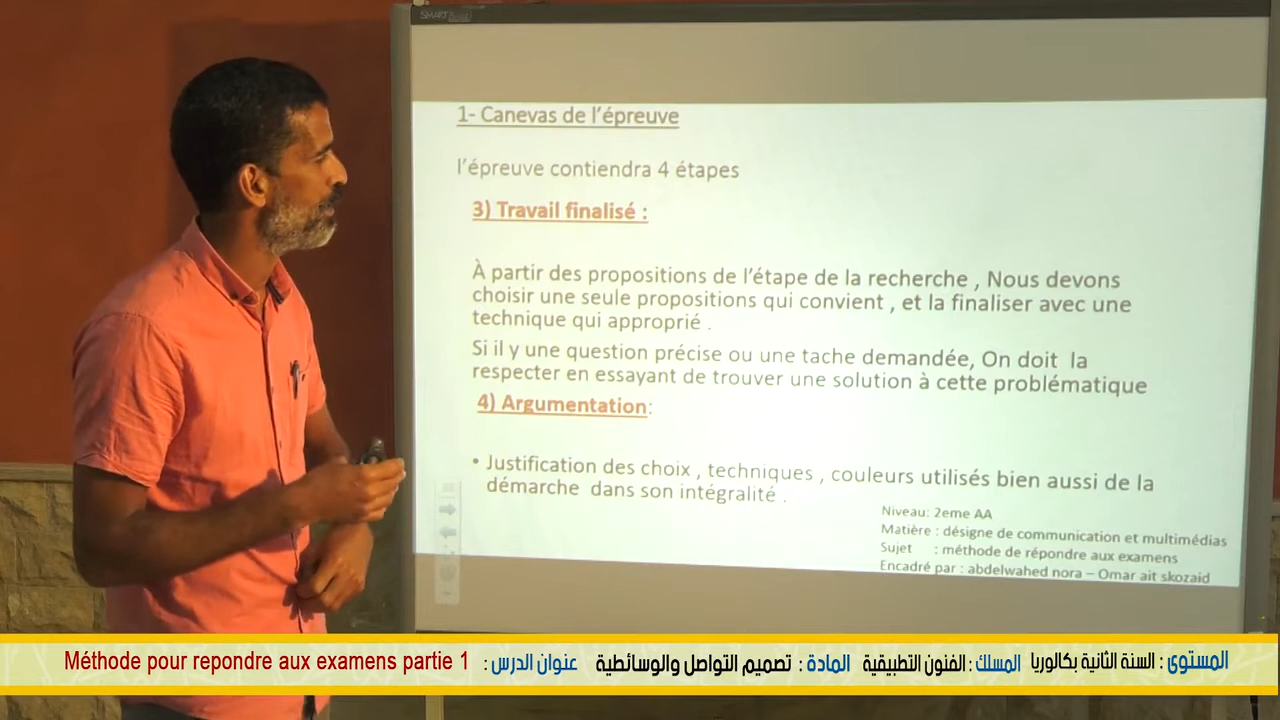 SMART
1- Canevas de l'épreuve
l'épreuve contiendra 4 étapes
3) Travail finalisé :
À partir des propositions de l'étape de la recherche , Nous devons
choisir une seule propositions qui convient , et la finaliser avec une
technique qui approprié .
Si il y une question précise ou une tache demandée, On doit la
respecter en essayant de trouver une solution à cette problématique
4) Argumentation:
• Justification des choix , techniques , couleurs utilisés bien aussi de la
démarche dans son intégralité .
Niveau: 2eme AA
Matière : désigne de communication et multimédias
Sujet : méthode de répondre aux examens
Encadré par : abdelwahed nora – Omar ait skozaid
المستوى : السنة الثانية بكالوريا المسلك : الفنون التطبيقية المادة : تصميم التواصل والوسائطية عنوان الدرس : Méthode pour repondre aux examens partie 1